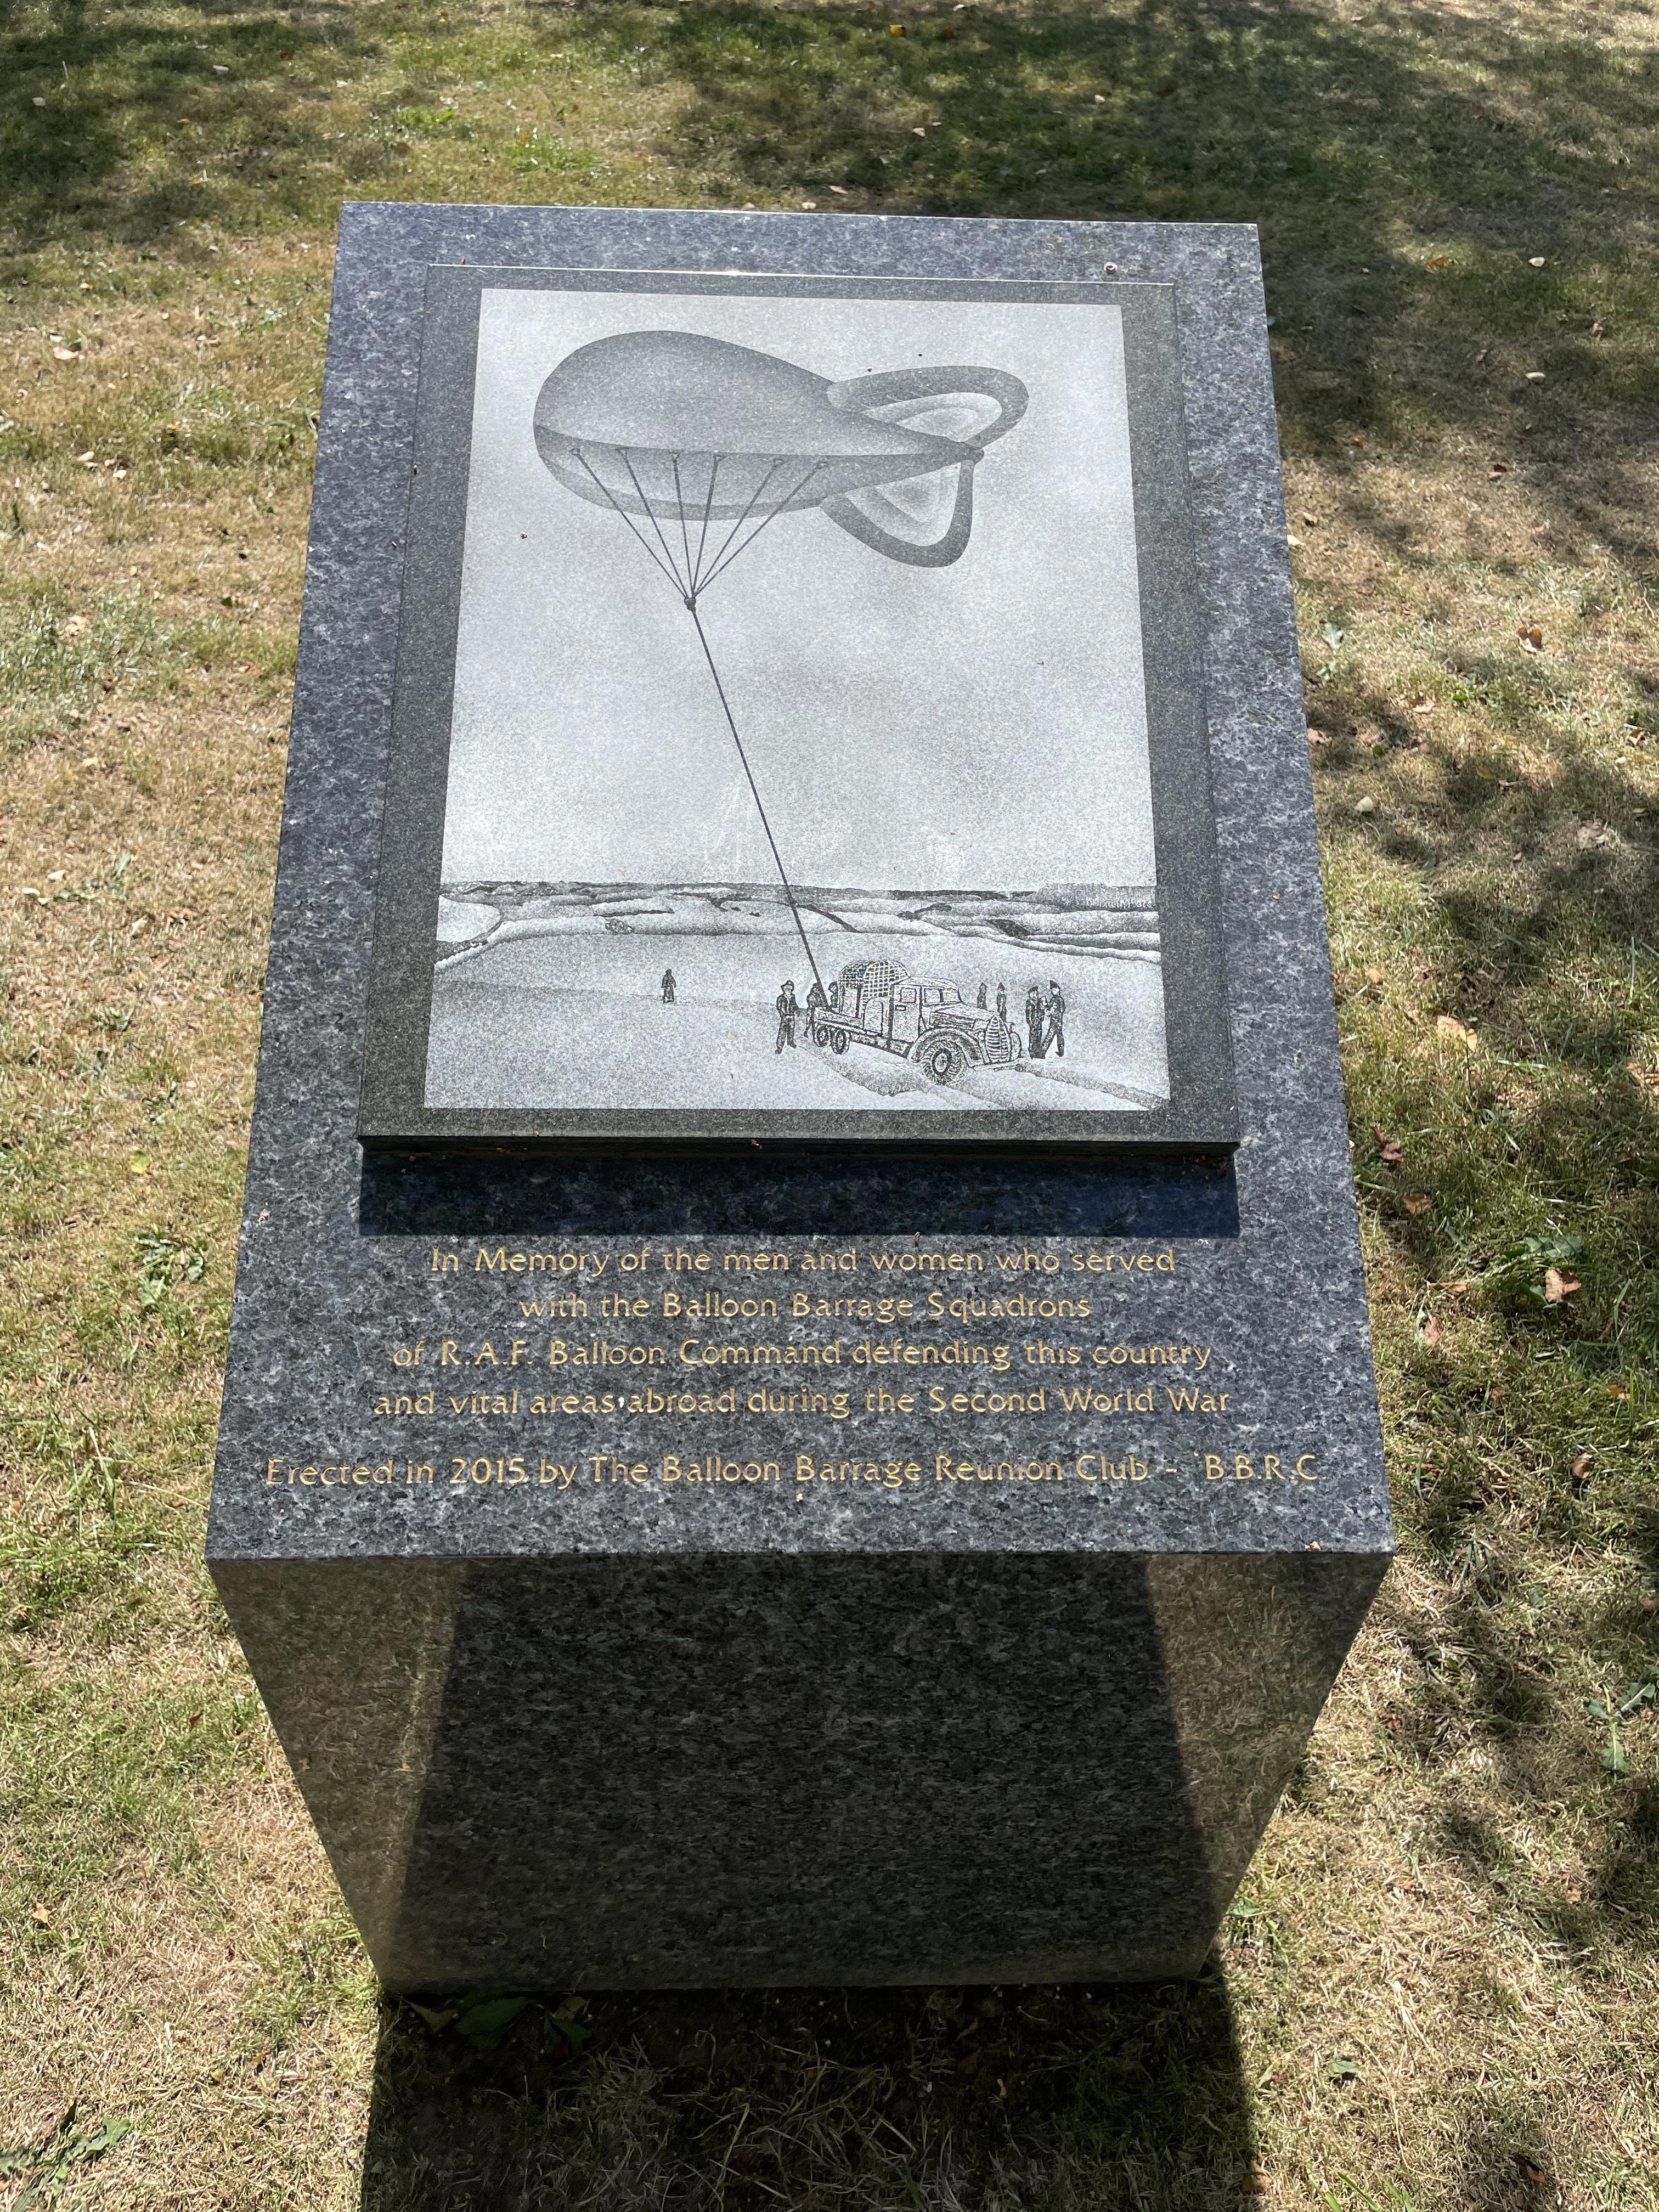 In Memory of the men and women who served
with the Balloon Barrage Squadrons
of R.A.F. Balloon Command defending this country
and vital areas abroad during the Second World War
Erected in 2015 by The Balloon Barrage Reunion Club - B.B.R.C.